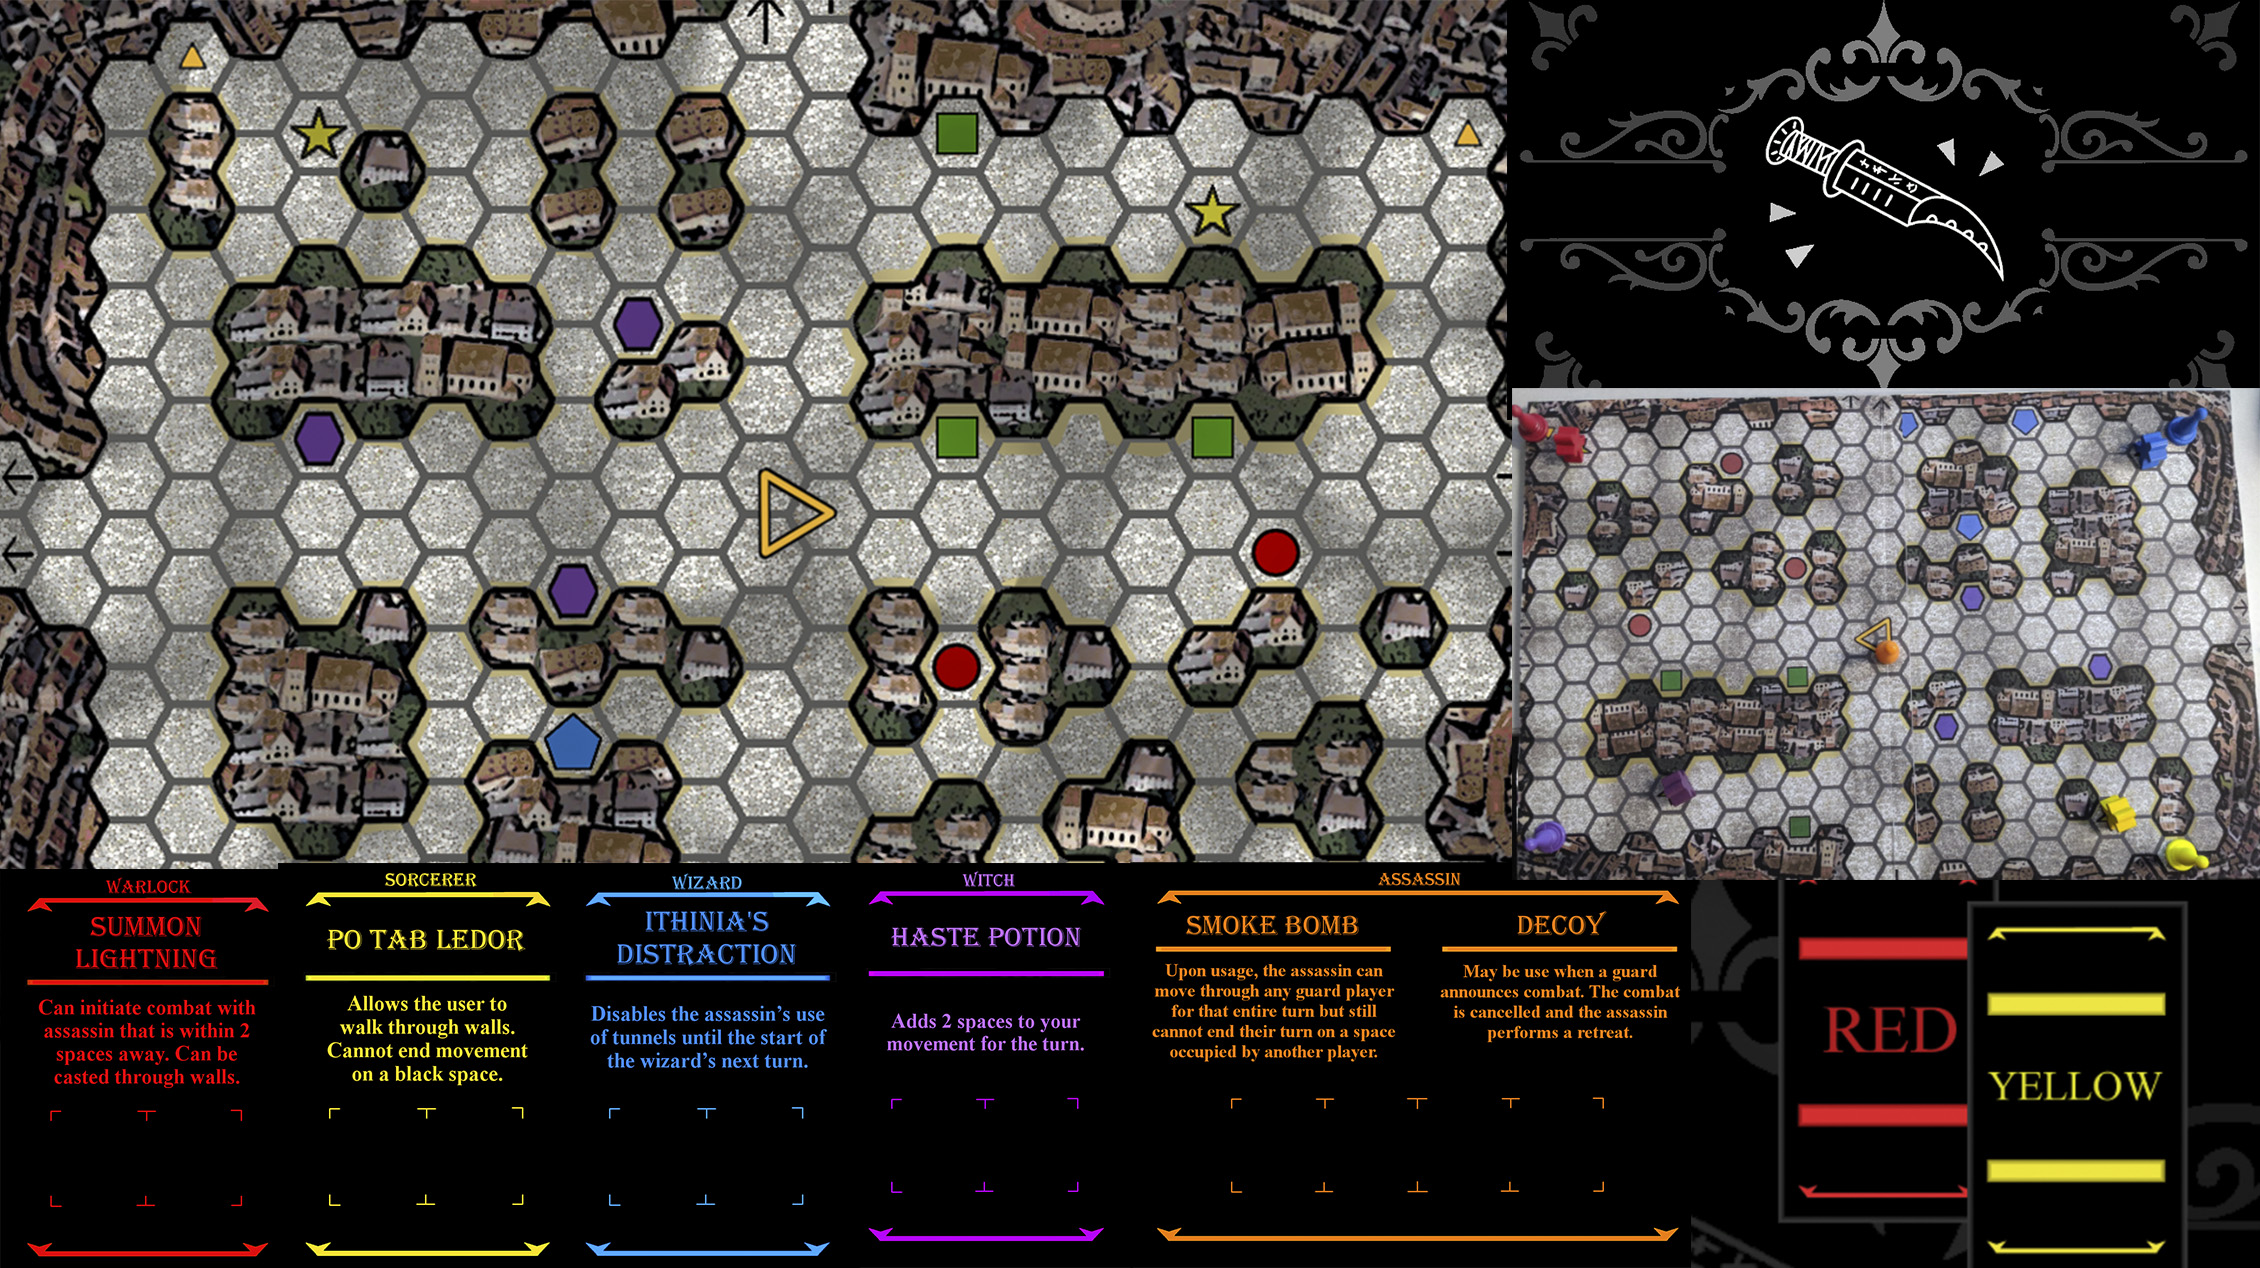 WARLOCK
SUMMON
LIGHTNING
Can initiate combat with
assassin that is within 2
spaces away. Can be
casted through walls.
SORCERER
PO TAB LEDOR
Allows the user to
walk through walls.
Cannot end movement
on a black space.
WIZARD
ITHINIA'S
DISTRACTION
Disables the assassin's use
of tunnels until the start of
the wizard's next turn.
WITCH
HASTE POTION
Adds 2 spaces to your
movement for the turn.
ASSASSIN
SMOKE BOMB
Upon usage, the assassin can
move through any guard player
for that entire turn but still
cannot end their turn on a space
occupied by another player.
DECOY
May be use when a guard
announces combat. The combat
is cancelled and the assassin
performs a retreat.
RED
YELLOW